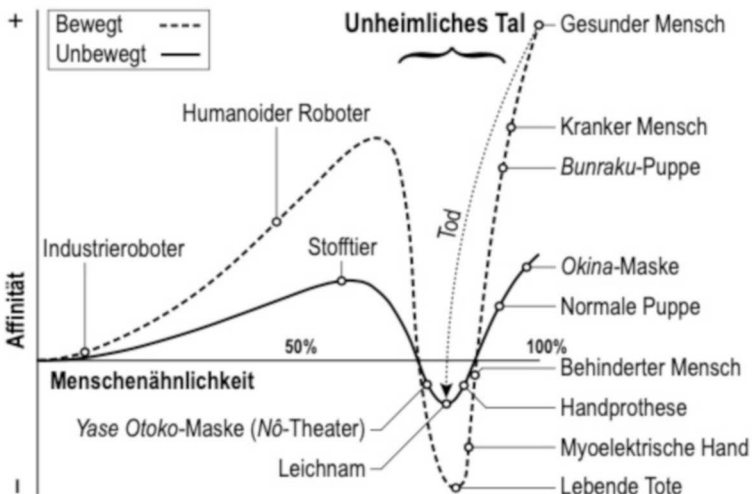 +
Bewegt
Unbewegt
Unheimliches Tal
Gesunder Mensch
Humanoider Roboter
Kranker Mensch
Bunraku-Puppe
Tod
Industrieroboter
Stofftier
Okina-Maske
Normale Puppe
Affinität
50%
100%
Menschenähnlichkeit
Behinderter Mensch
Yase Otoko-Maske (Nô-Theater)
Handprothese
Leichnam
Myoelektrische Hand
Lebende Tote
–